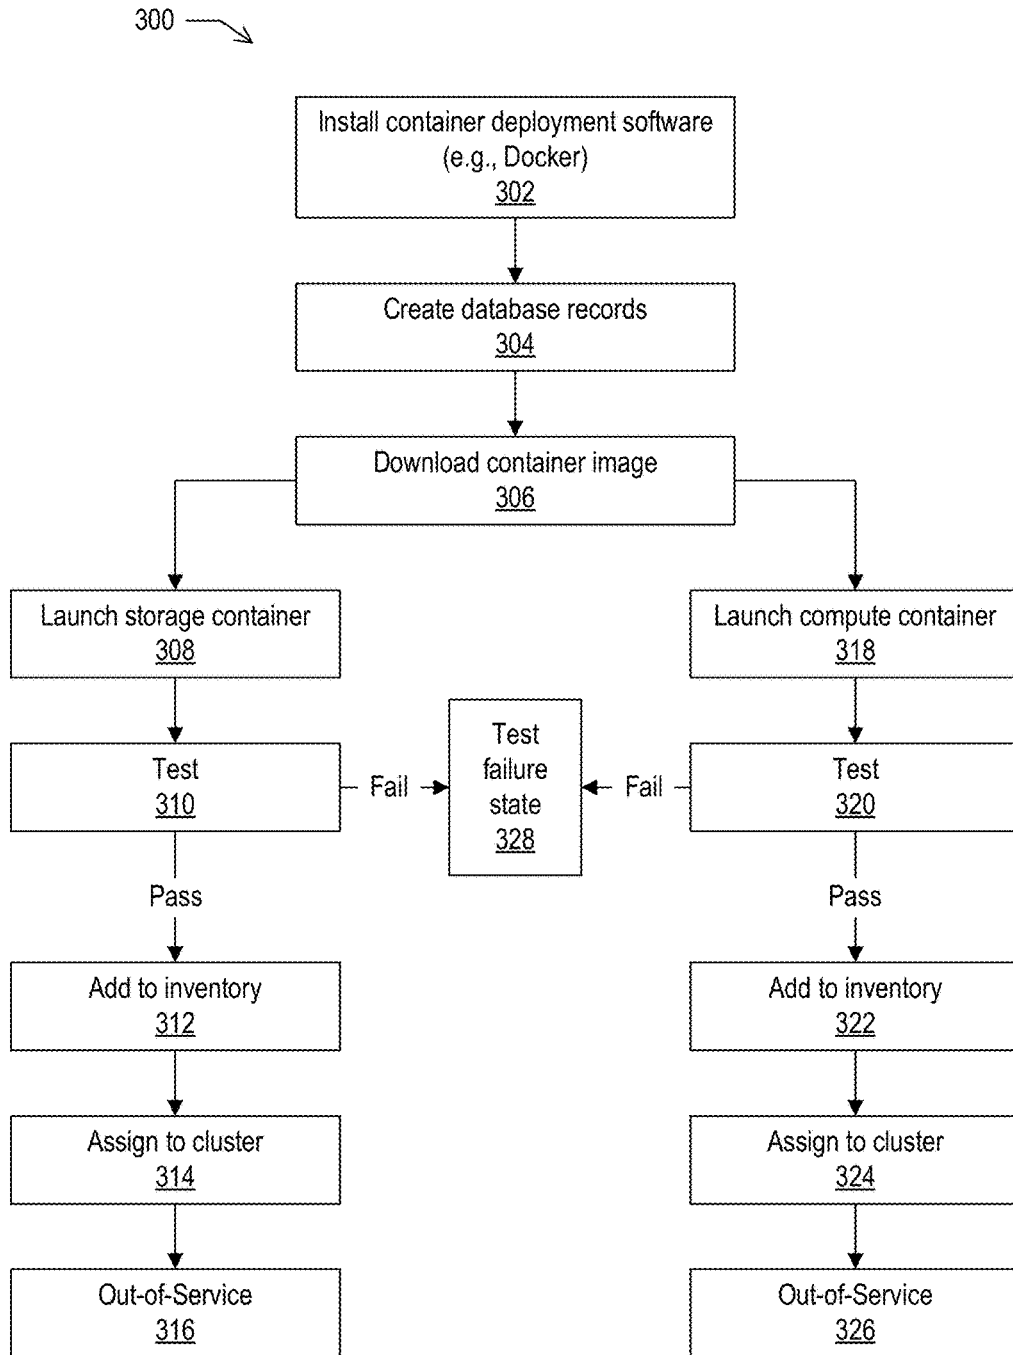 300
Install container deployment software
(e.g., Docker)
302
Create database records
304
Download container image
306
Launch storage container
308
Launch compute container
318
Test
310
Fail
Test
failure
state
328
Fail
Test
320
Pass
Pass
Add to inventory
312
Add to inventory
322
Assign to cluster
314
Assign to cluster
324
Out-of-Service
316
Out-of-Service
326